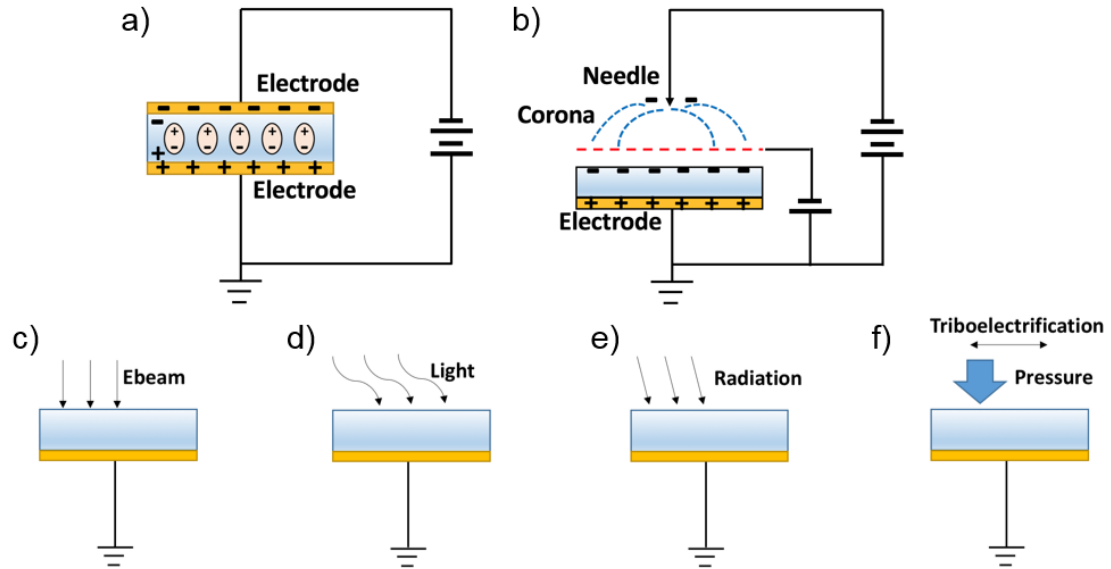 a)
Electrode
- - - - - -
-
+ + + + +
- - - - -
+
+ + + + + +
Electrode
b)
Needle
- -
Corona
- - - - - -
+ + + + + +
Electrode
c)
Ebeam
d)
Light
e)
Radiation
f)
Triboelectrification
Pressure